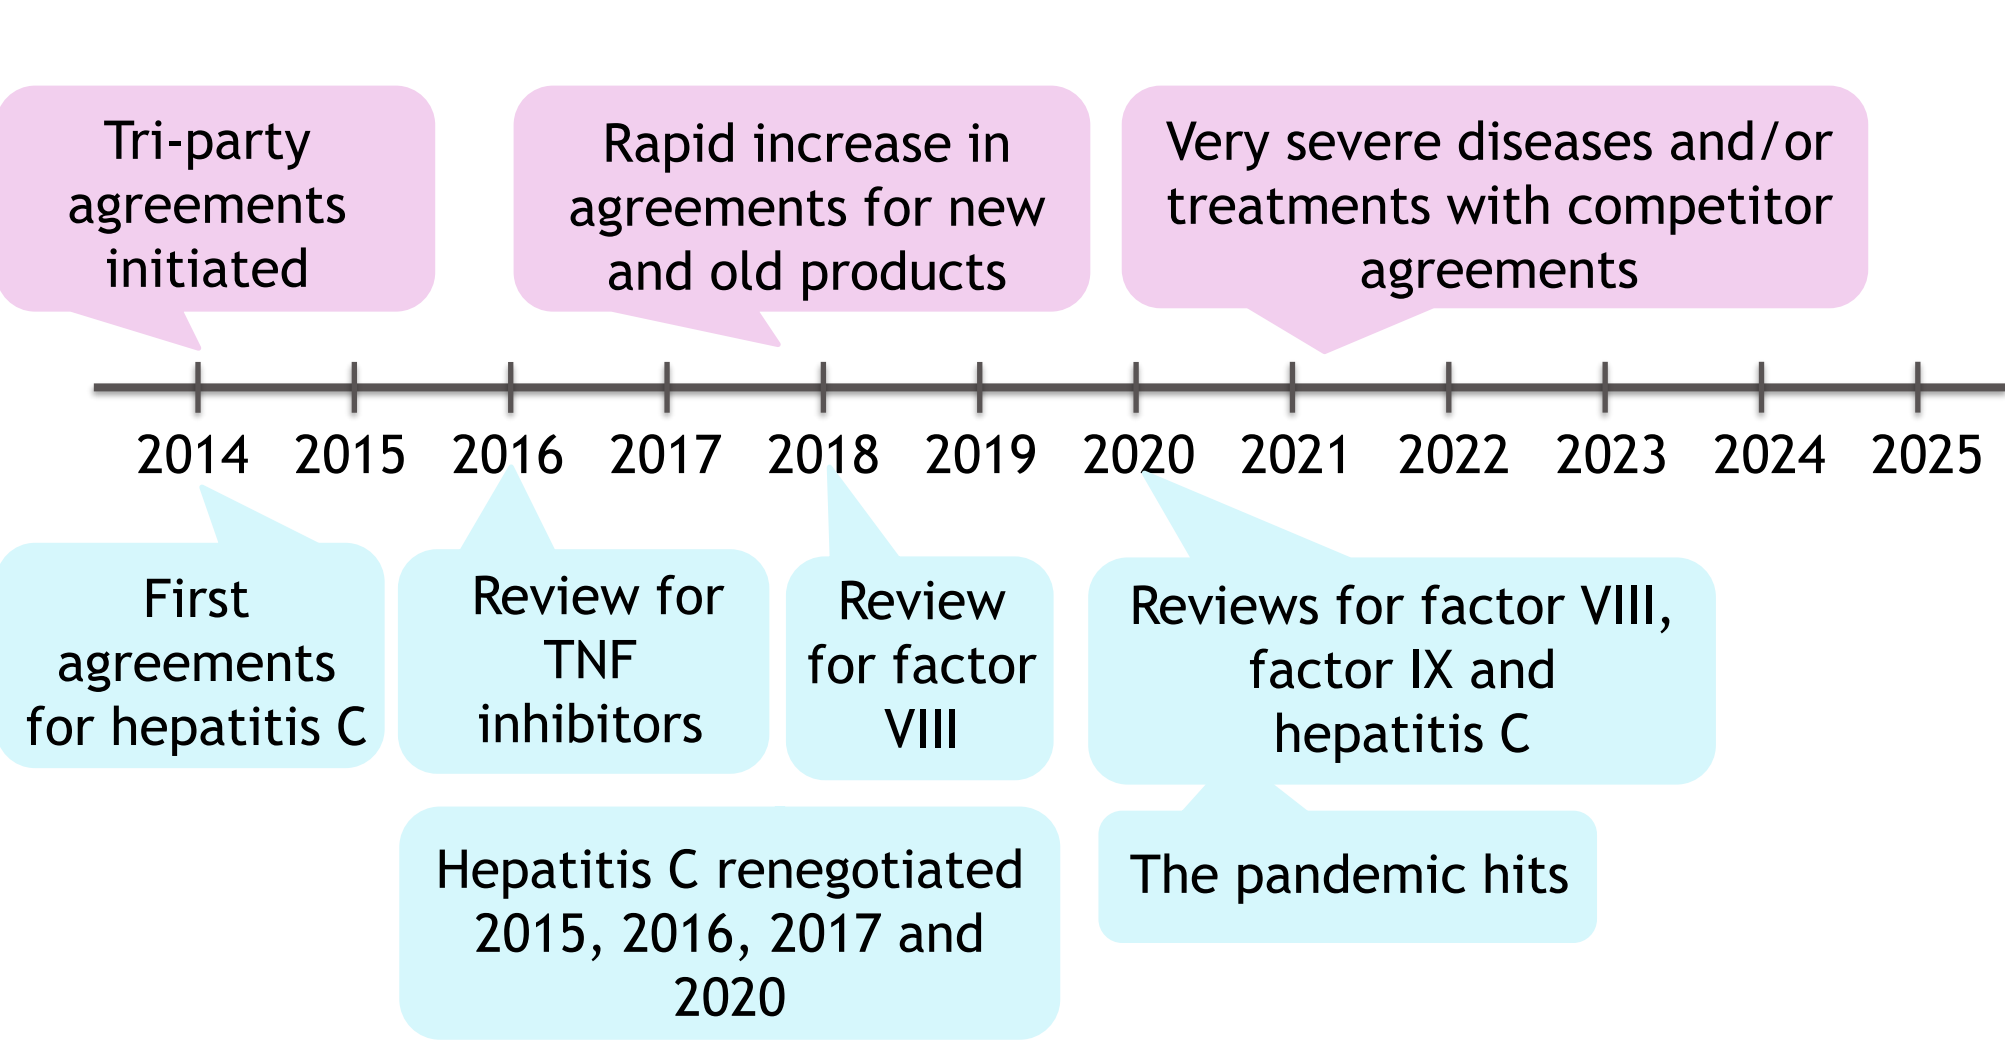 Tri-party
agreements
initiated
Rapid increase in
agreements for new
and old products
Very severe diseases and/or
treatments with competitor
agreements
2014 2015 2016 2017 2018 2019 2020 2021 2022 2023 2024 2025
First
agreements
for hepatitis C
Review for
TNF
inhibitors
Review
for factor
VIII
Reviews for factor VIII,
factor IX and
hepatitis C
Hepatitis C renegotiated
2015, 2016, 2017 and
2020
The pandemic hits